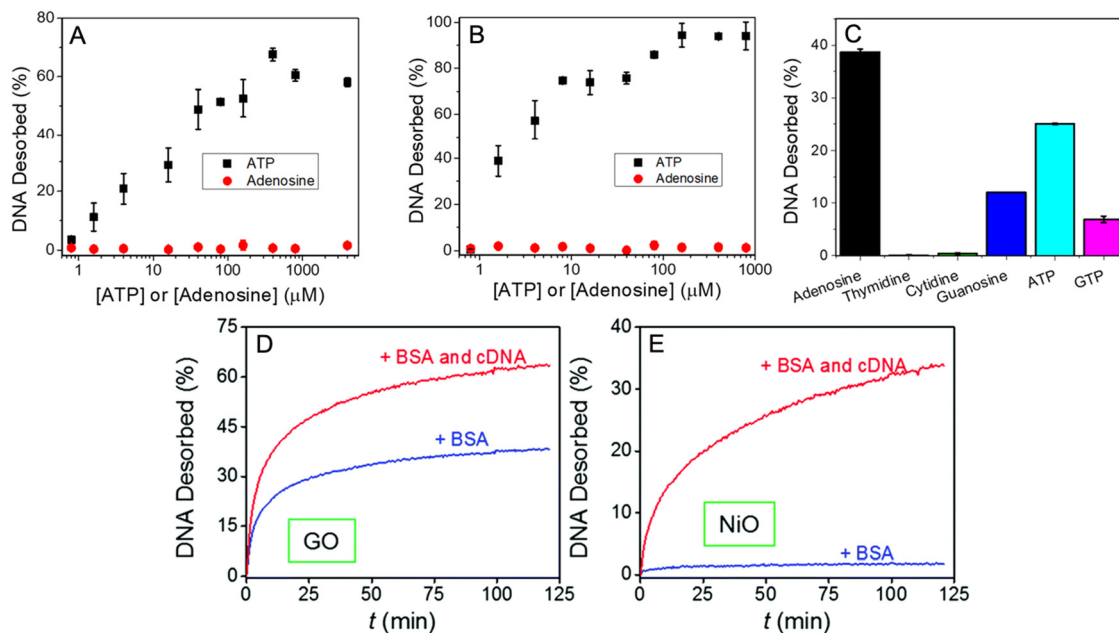 A
DNA Desorbed (%)
80
60
40
20
0
ATP
Adenosine
1
10
100
1000
[ATP] or [Adenosine] (μM)
B
DNA Desorbed (%)
100
80
60
40
20
0
ATP
Adenosine
1
10
100
1000
[ATP] or [Adenosine] (μM)
C
DNA Desorbed (%)
40
30
20
10
0
Adenosine
Thymidine
Cytidine
Guanosine
ATP
GTP
D
DNA Desorbed (%)
75
60
45
30
15
0
+ BSA and cDNA
+ BSA
GO
0
25
50
75
100
125
t (min)
E
DNA Desorbed (%)
40
30
20
10
0
+ BSA and cDNA
NiO
+ BSA
0
25
50
75
100
125
t (min)